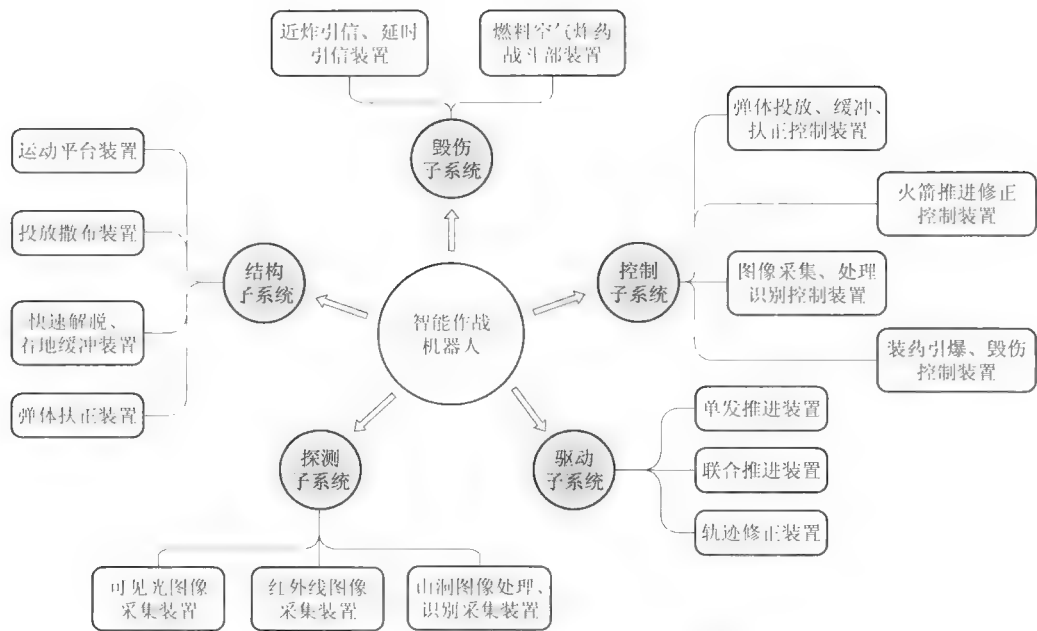 近炸引信、延时
引信装置
燃料空气炸药
战斗部装置
毁伤
子系统
运动平台装置
投放撒布装置
快速解脱、
着地缓冲装置
弹体扶正装置
结构
子系统
智能作战
机器人
控制
子系统
弹体投放、缓冲、
扶正控制装置
火箭推进修正
控制装置
图像采集、处理
识别控制装置
装药引爆、毁伤
控制装置
探测
子系统
可见光图像
采集装置
红外线图像
采集装置
山洞图像处理、
识别采集装置
驱动
子系统
单发推进装置
联合推进装置
轨迹修正装置